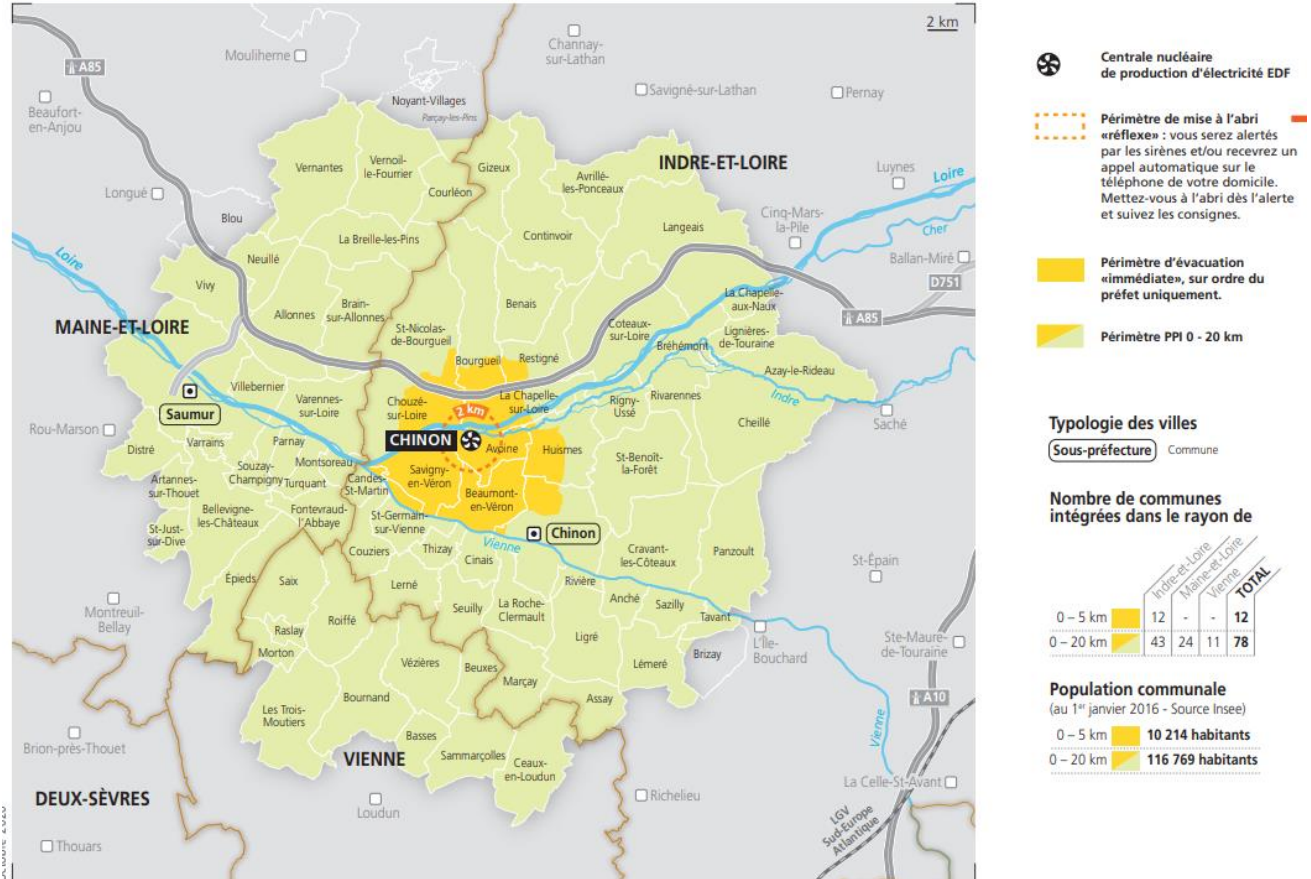 2 km
Mouliherne
Channay-
sur-Lathan
A85
Savigné-sur-Lathan
Pernay
Beaufort-
en-Anjou
Noyant-Villages
Parçay-les-Pins
INDRE-ET-LOIRE
Vernantes
Vernoil-
le-Fourrier
Gizeux
Courléon
Avrillé-
les-Ponceaux
Luynes
Loire
Longué
Blou
Cinq-Mars-
la-Pile
Cher
Langeais
Continvoir
La Breille-les-Pins
Neuillé
Loire
Ballan-Miré
D751
Vivy
Allonnes
Brain-
sur-Allonnes
Benais
La Chapelle-
aux-Naux
A85
MAINE-ET-LOIRE
St-Nicolas-
de-Bourgueil
Coteaux-
sur-Loire
Lignières-
de-Touraine
Bréhémont
Bourgueil
Restigné
Azay-le-Rideau
Villebernier
Saumur
Varennes-
sur-Loire
Chouzé-
sur-Loire
La Chapelle-
sur-Loire
Rigny-
Ussé
Rivarennes
Indre
Saché
2 km
Cheillé
Rou-Marson
CHINON
Avoine
Huismes
St-Benoît-
la-Forêt
Distré
Varrains
Parnay
Souzay-
Champigny
Turquant
Montsoreau
Candes-
St-Martin
Savigny-
en-Véron
Beaumont-
en-Véron
Artannes-
sur-Thouet
Bellevigne-
les-Châteaux
Fontevraud-
l'Abbaye
St-Germain-
sur-Vienne
St-Just-
sur-Dive
Vienne
Chinon
Couziers
Thizay
Cinais
Cravant-
les-Côteaux
Panzoult
St-Épain
Épieds
Saix
Lerné
Rivière
Montreuil-
Bellay
Roiffé
Seuilly
La Roche-
Clermault
Anché
Sazilly
Tavant
Raslay
Morton
Ligré
L'Île-
Bouchard
Brizay
Ste-Maure-
de-Touraine
Vézières
Beuxes
Marçay
Lémeré
Bournand
Assay
A10
Les Trois-
Moutiers
Brion-près-Thouet
Basses
Vienne
VIENNE
Sammarçolles
Ceaux-
en-Loudun
La Celle-St-Avant
DEUX-SÈVRES
Loudun
Richelieu
LGV
Sud-Europe
Atlantique
Thouars
Centrale nucléaire
de production d'électricité EDF
Périmètre de mise à l'abri
«réflexe» : vous serez alertés
par les sirènes et/ou recevrez un
appel automatique sur le
téléphone de votre domicile.
Mettez-vous à l'abri dès l'alerte
et suivez les consignes.
Périmètre d'évacuation
«immédiate», sur ordre du
préfet uniquement.
Périmètre PPI 0 - 20 km
Typologie des villes
Sous-préfecture Commune
Nombre de communes
intégrées dans le rayon de
Indre-et-Loire Maine-et-Loire Vienne TOTAL
0 – 5 km 12 - - 12
0 – 20 km 43 24 11 78
Population communale
(au 1er janvier 2016 - Source Insee)
0 – 5 km 10 214 habitants
0 – 20 km 116 769 habitants